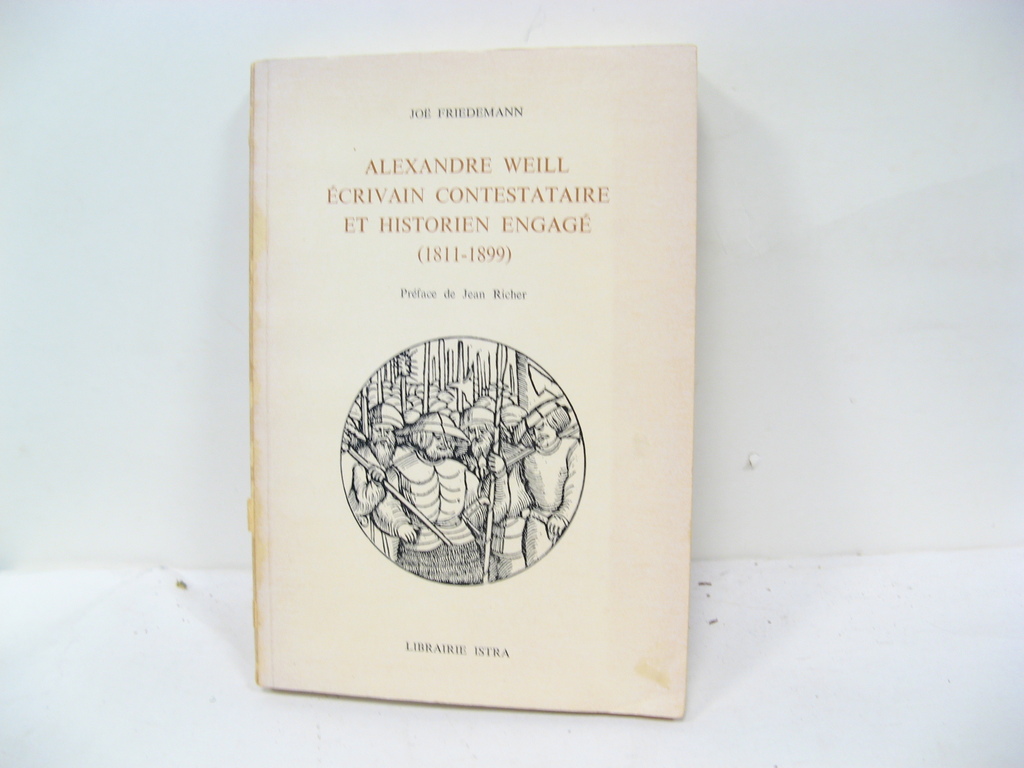 JOË FRIEDEMANN
ALEXANDRE WEILL
ÉCRIVAIN CONTESTATAIRE
ET HISTORIEN ENGAGÉ
(1811-1899)
Préface de Jean Richer
LIBRAIRIE ISTRA